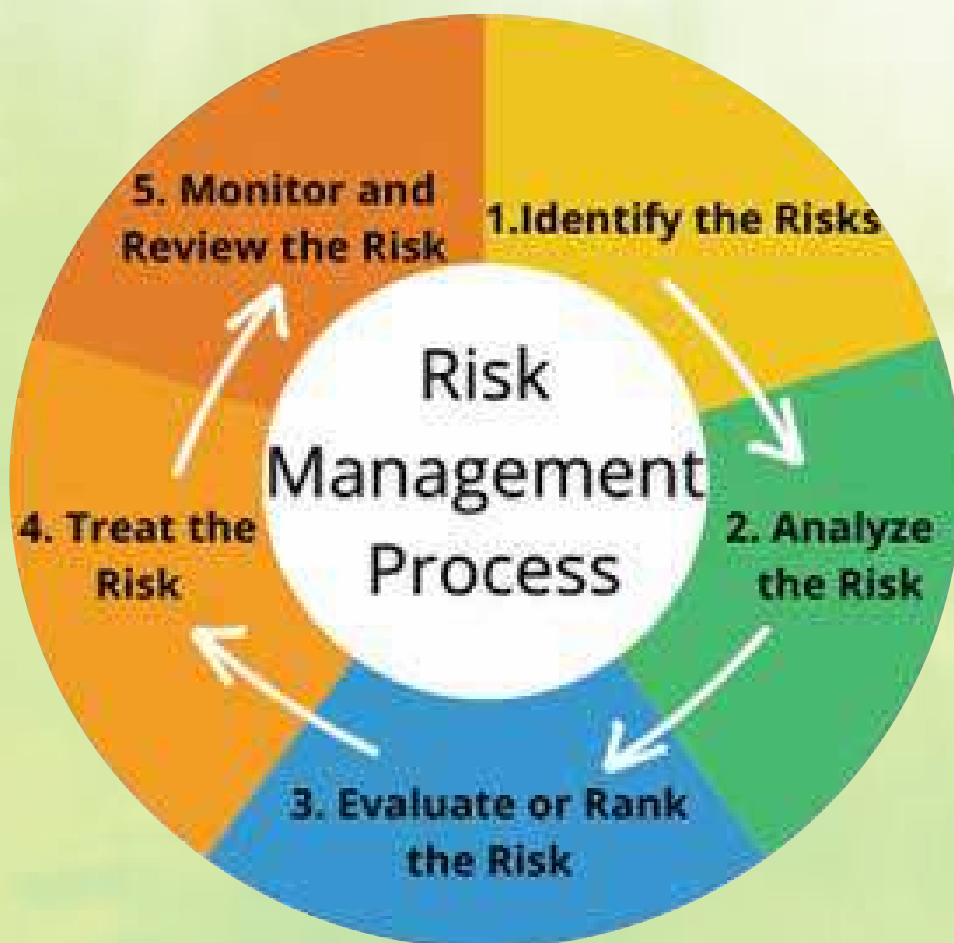 Risk
Management
Process
1.Identify the Risks
2. Analyze
the Risk
3. Evaluate or Rank
the Risk
4. Treat the
Risk
5. Monitor and
Review the Risk